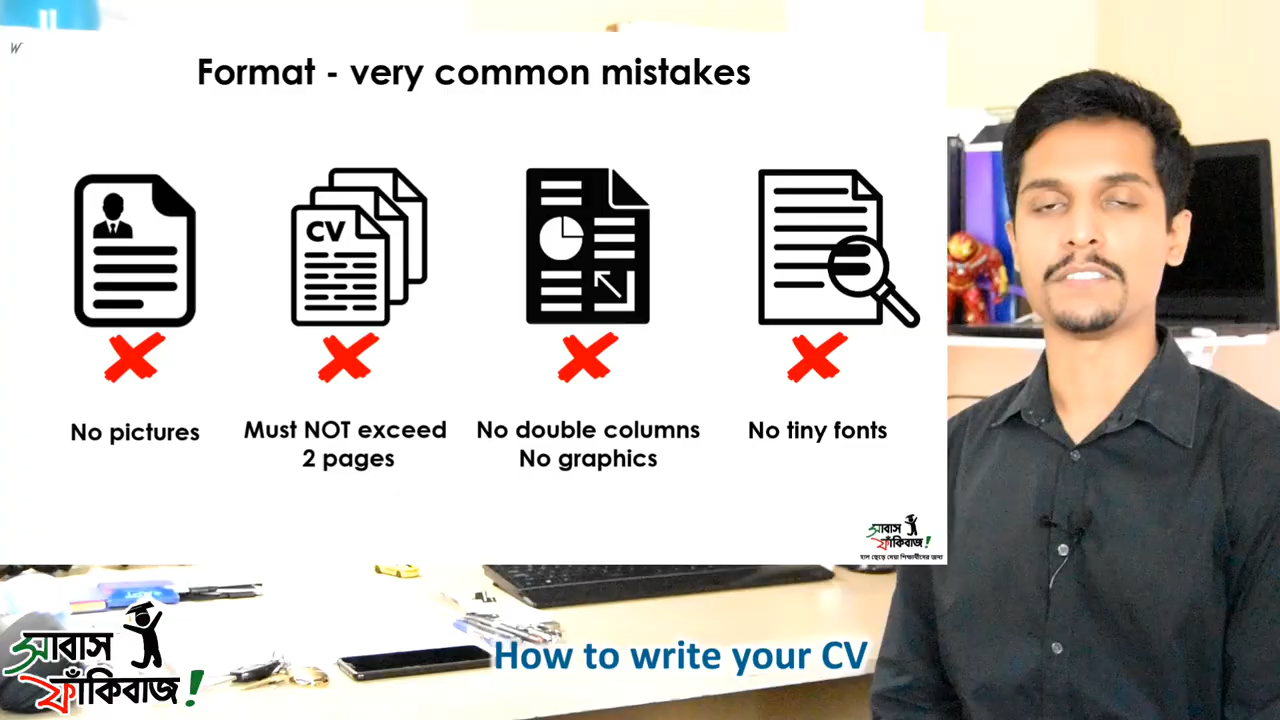 W
Format - very common mistakes
CV
No pictures
Must NOT exceed
2 pages
No double columns
No graphics
No tiny fonts
সাবাস
ফাঁকিবাজ!
হাল ছেড়ে দেয়া শিক্ষার্থীদের জন্য
সাবাস
ফাঁকিবাজ!
How to write your CV